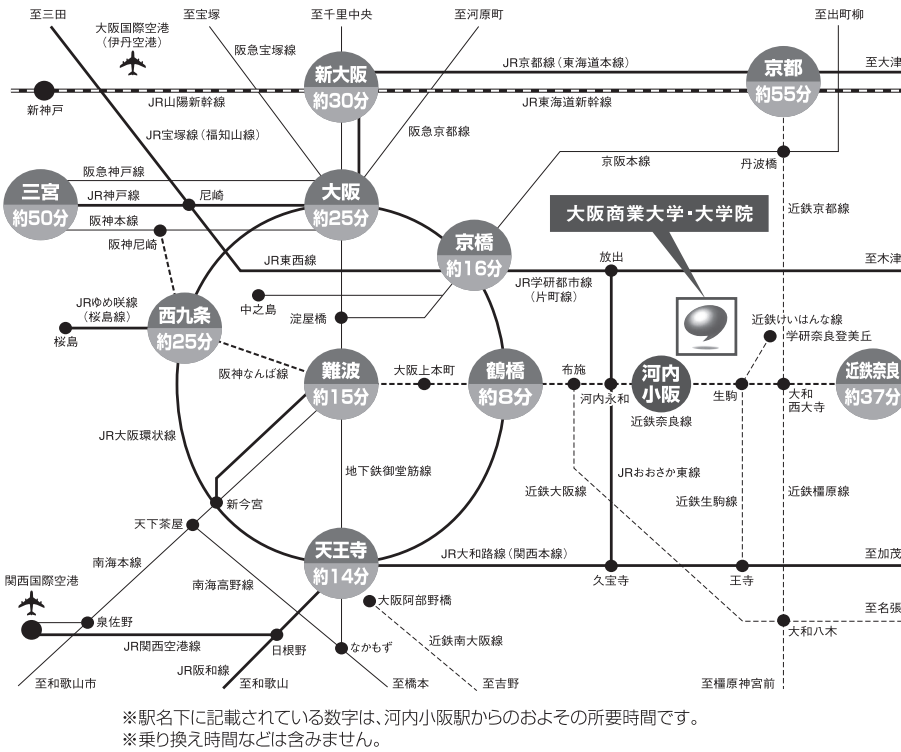 至三田
至宝塚
至千里中央
至河原町
至出町柳
大阪国際空港
（伊丹空港）
阪急宝塚線
新大阪
約30分
JR京都線（東海道本線）
京都
約55分
至大津
新神戸
JR山陽新幹線
JR東海道新幹線
JR宝塚線（福知山線）
阪急京都線
京阪本線
丹波橋
三宮
約50分
阪急神戸線
JR神戸線
尼崎
大阪
約25分
阪神本線
阪神尼崎
大阪商業大学・大学院
近鉄京都線
京橋
約16分
JR東西線
放出
至木津
JR学研都市線
（片町線）
JRゆめ咲線
（桜島線）
桜島
西九条
約25分
中之島
淀屋橋
近鉄けいはんな線
学研奈良登美丘
阪神なんば線
難波
約15分
大阪上本町
鶴橋
約8分
布施
河内永和
河内
小阪
近鉄奈良線
生駒
大和
西大寺
近鉄奈良
約37分
JR大阪環状線
地下鉄御堂筋線
近鉄大阪線
JRおおさか東線
近鉄生駒線
近鉄橿原線
新今宮
天下茶屋
南海本線
南海高野線
天王寺
約14分
JR大和路線（関西本線）
久宝寺
王寺
至加茂
関西国際空港
泉佐野
大阪阿部野橋
至名張
大和八木
JR関西空港線
日根野
なかもず
近鉄南大阪線
JR阪和線
至和歌山市
至和歌山
至橋本
至吉野
至橿原神宮前
※駅名下に記載されている数字は、河内小阪駅からのおよその所要時間です。
※乗り換え時間などは含みません。